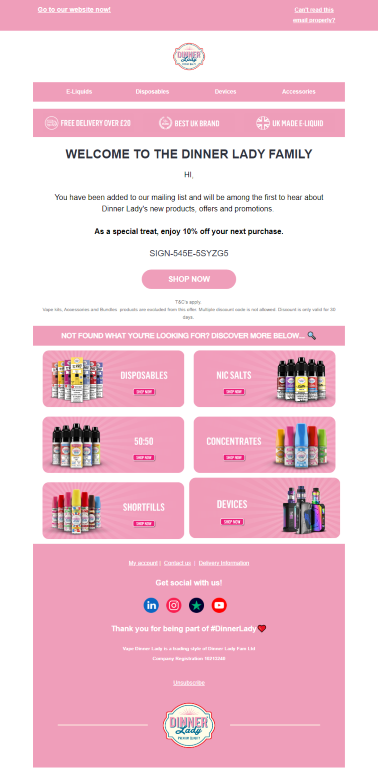 Go to our website now!
Can't read this
email properly?
DINNER
Lady
E-Liquids
Disposables
Devices
Accessories
FREE DELIVERY OVER £20
BEST UK BRAND
UK MADE E-LIQUID
WELCOME TO THE DINNER LADY FAMILY
HI,
You have been added to our mailing list and will be among the first to hear about
Dinner Lady's new products, offers and promotions.
As a special treat, enjoy 10% off your next purchase.
SIGN-545E-5SYZG5
SHOP NOW
T&C's apply.
Vape kits, Accessories and Bundles products are excluded from this offer. Multiple discount code is not allowed. Discount is only valid for 30
days.
NOT FOUND WHAT YOU'RE LOOKING FOR? DISCOVER MORE BELOW...
DISPOSABLES
SHOP NOW
NIC SALTS
SHOP NOW
50:50
SHOP NOW
CONCENTRATES
SHOP NOW
SHORTFILLS
SHOP NOW
DEVICES
SHOP NOW
My account | Contact us | Delivery Information
Get social with us!
Thank you for being part of #DinnerLady
Vape Dinner Lady is a trading style of Dinner Lady Fam Ltd
Company Registration
Unsubscribe
DINNER
Lady